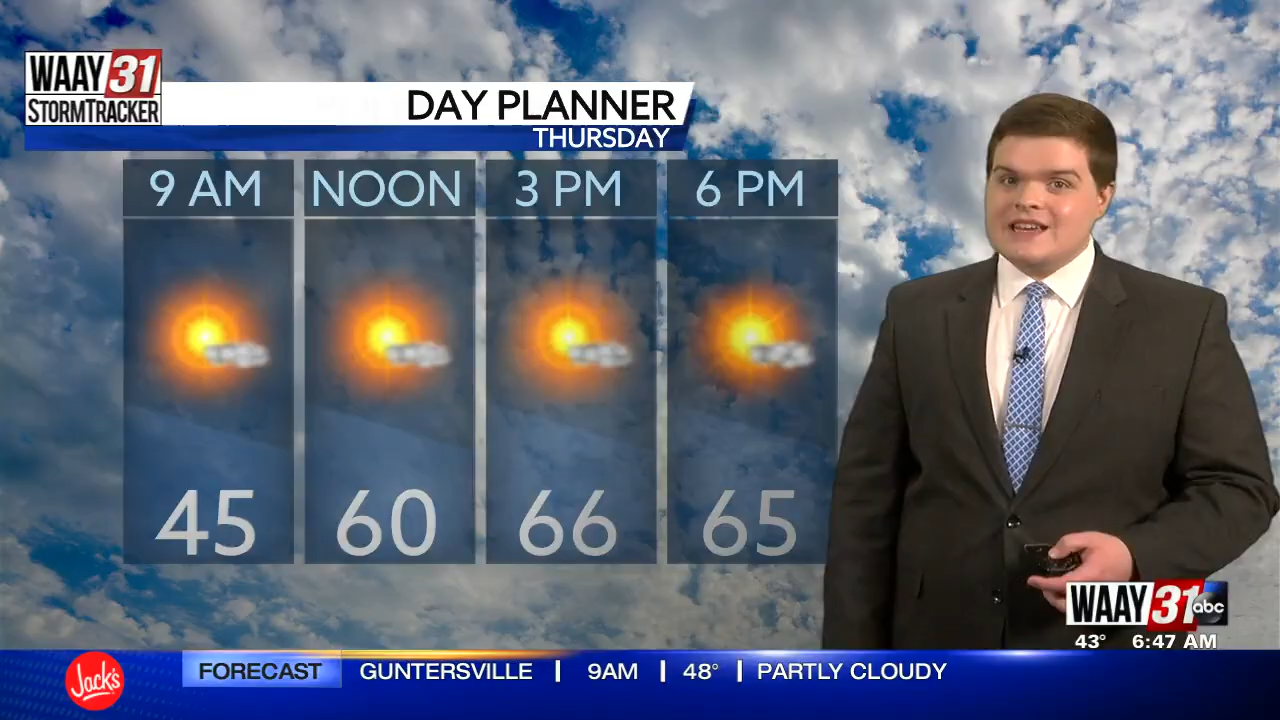 WAAY 31
STORMTRACKER
DAY PLANNER
THURSDAY
9 AM
NOON
3 PM
6 PM
45
60
66
65
WAAY 31 abc
43° 6:47 AM
Jack's
FORECAST
GUNTERSVILLE | 9AM | 48° | PARTLY CLOUDY